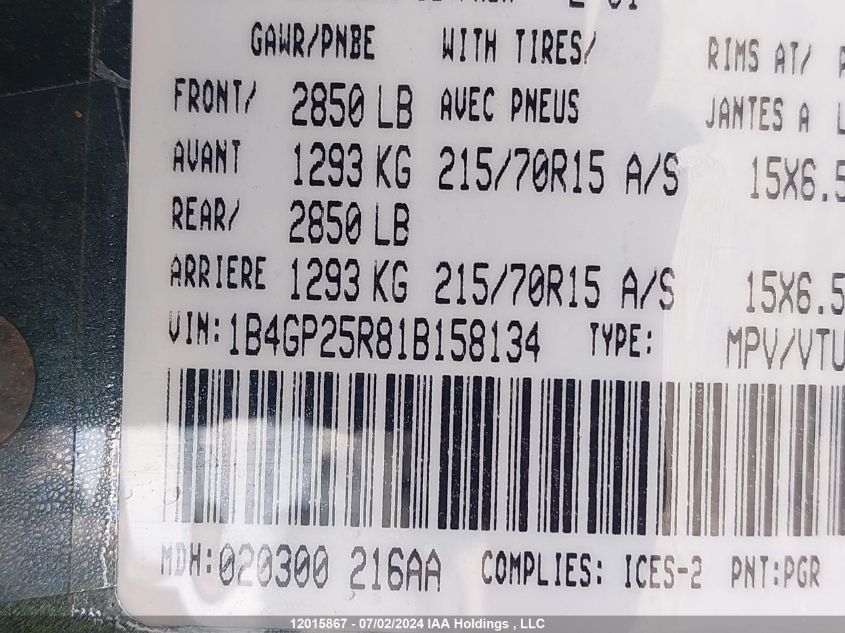 GAWR/PNBE WITH TIRES/ RIMS AT/
FRONT/ 2850 LB AVEC PNEUS JANTES A
AVANT 1293 KG 215/70R15 A/S 15X6.5
REAR/ 2850 LB
ARRIERE 1293 KG 215/70R15 A/S 15X6.5
VIN:1B4GP25R81B158134 TYPE: MPV/VTU
MDH:020300 216AA COMPLIES: ICES-2 PNT:PGR
12015867 - 07/02/2024 IAA Holdings , LLC